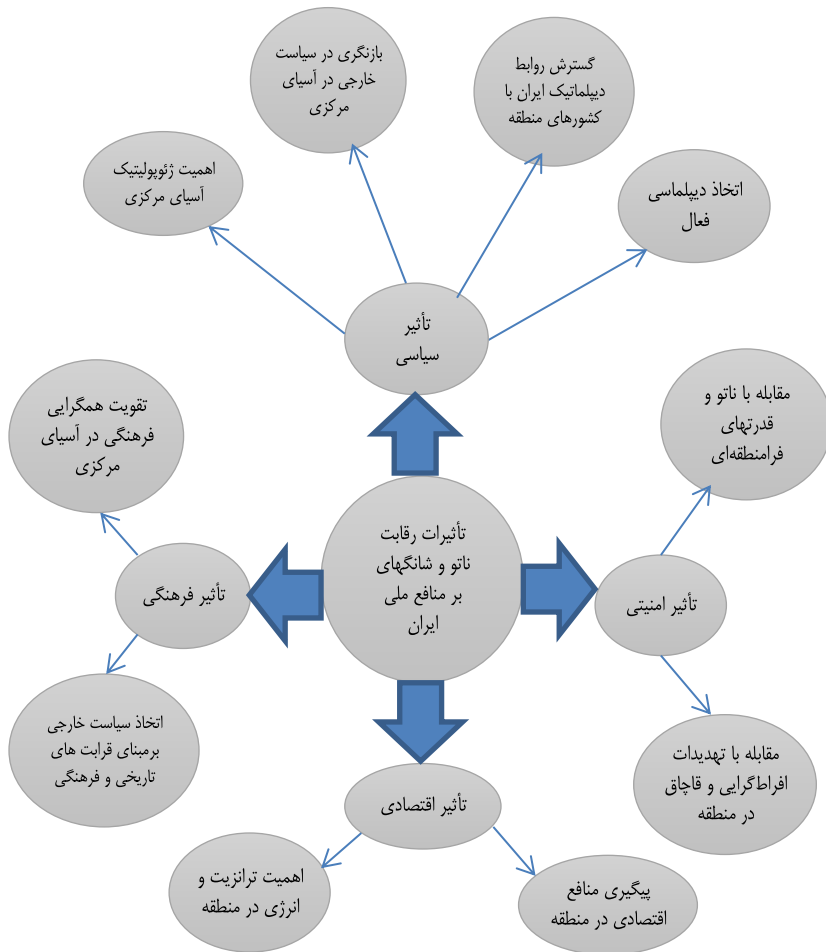 بازنگری در سیاست
خارجی در آسیای
مرکزی
گسترش روابط
دیپلماتیک ایران با
کشورهای منطقه
اهمیت ژئوپولیتیک
آسیای مرکزی
اتخاذ دیپلماسی
فعال
تأثیر
سیاسی
مقابله با ناتو و
قدرتهای
فرامنطقه‌ای
تقویت همگرایی
فرهنگی در آسیای
مرکزی
تأثیرات رقابت
ناتو و شانگهای
بر منافع ملی
ایران
تأثیر امنیتی
تأثیر فرهنگی
اتخاذ سیاست خارجی
برمبنای قرابت های
تاریخی و فرهنگی
مقابله با تهدیدات
افراط‌گرایی و قاچاق
در منطقه
تأثیر اقتصادی
اهمیت ترانزیت و
انرژی در منطقه
پیگیری منافع
اقتصادی در منطقه